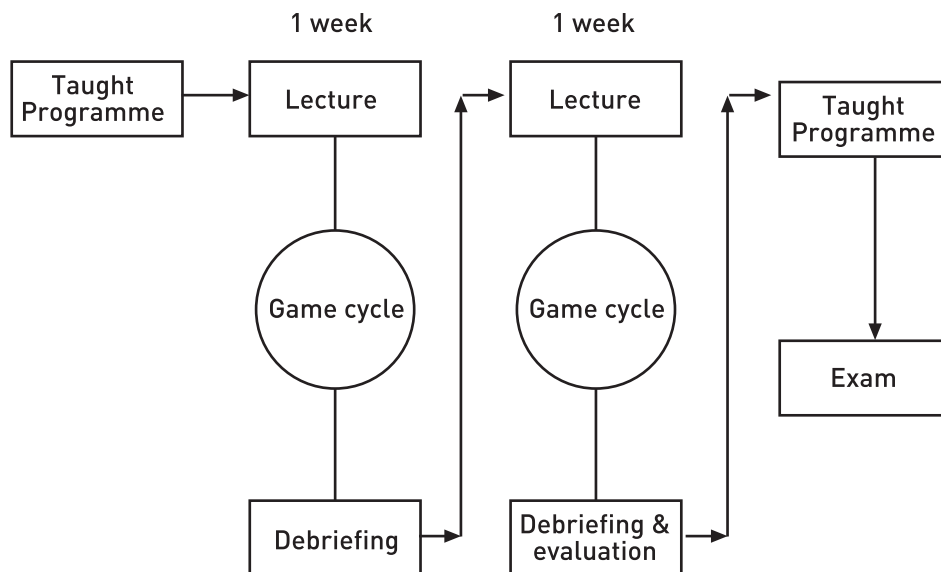 1 week
1 week
Taught
Programme
Lecture
Lecture
Taught
Programme
Game cycle
Game cycle
Exam
Debriefing
Debriefing &
evaluation